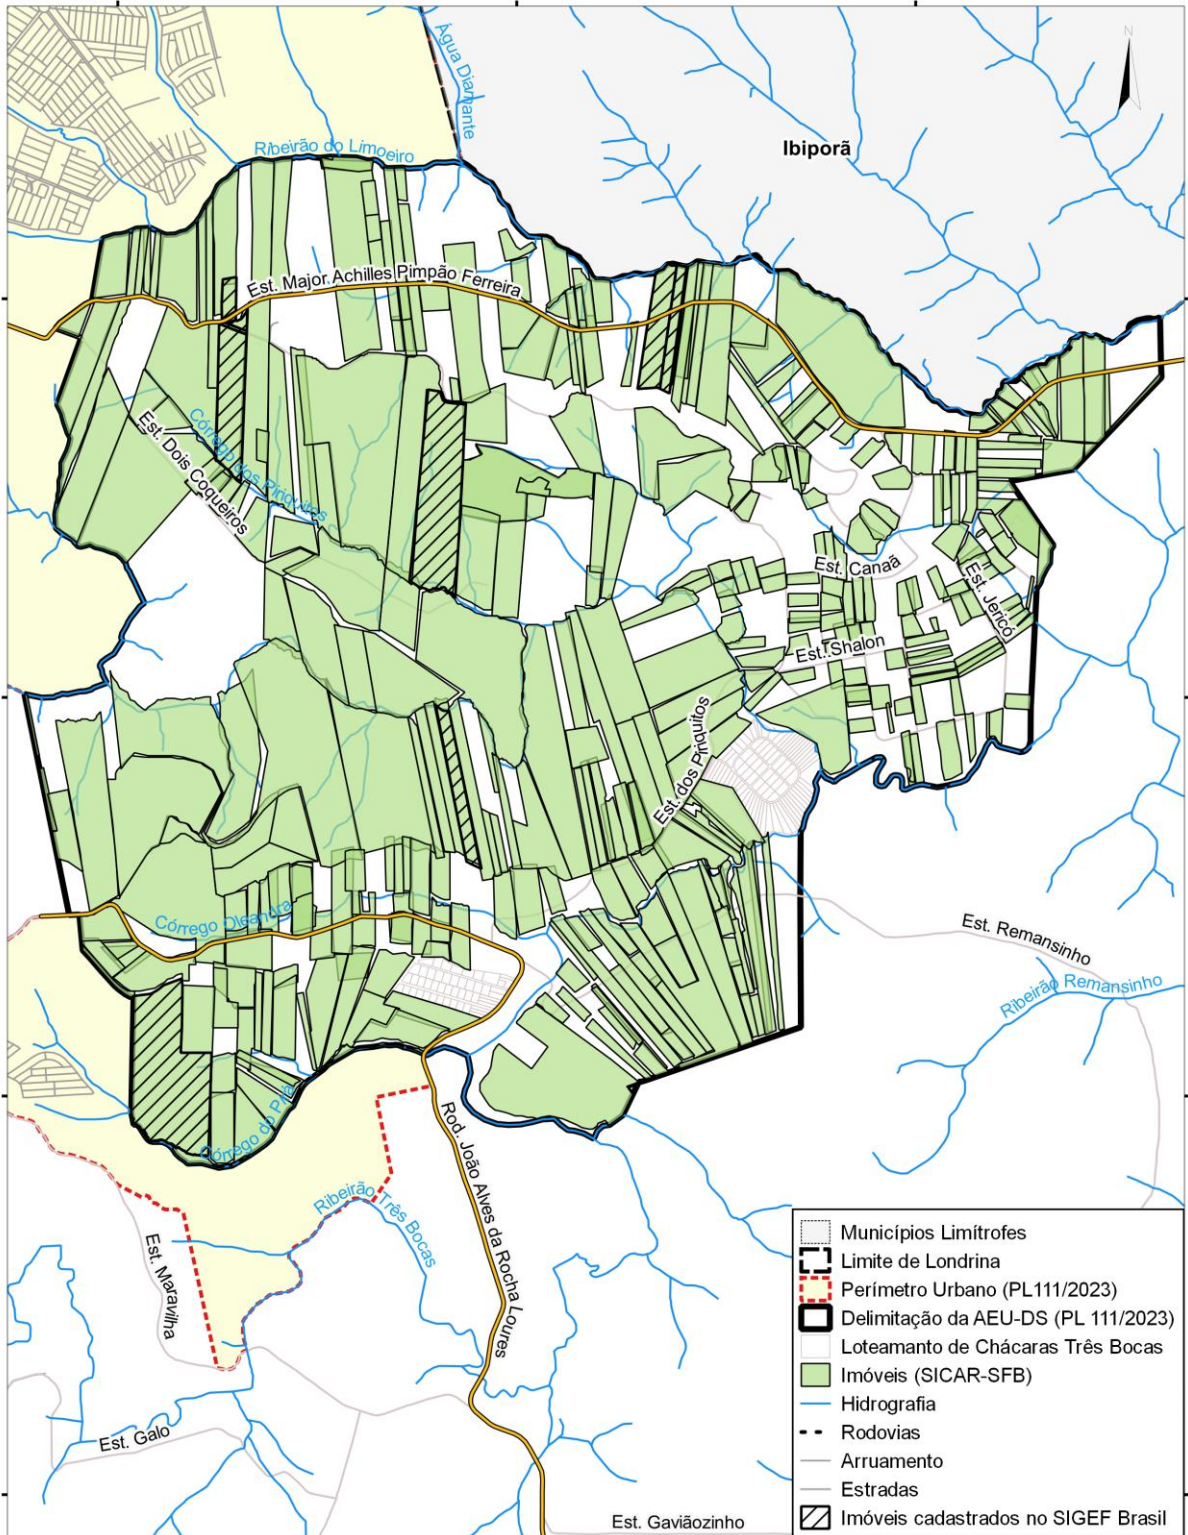 N
Água Diamante
Ribeirão do Limoeiro
Ibiporã
Est. Major Achilles Pimpão Ferreira
Est. Dois Coqueiros
Córrego dos Piriquitos
Est. Canaã
Est. Jericó
Est. Shalon
Est. dos Piriquitos
Córrego Oleandra
Est. Remansinho
Ribeirão Remansinho
Córrego do Pica
Rod. João Alves da Rocha Loures
Ribeirão Três Bocas
Est. Maravilha
Est. Galo
Est. Gaviãozinho
Municípios Limítrofes
Limite de Londrina
Perímetro Urbano (PL111/2023)
Delimitação da AEU-DS (PL 111/2023)
Loteamanto de Chácaras Três Bocas
Imóveis (SICAR-SFB)
Hidrografia
Rodovias
Arruamento
Estradas
Imóveis cadastrados no SIGEF Brasil